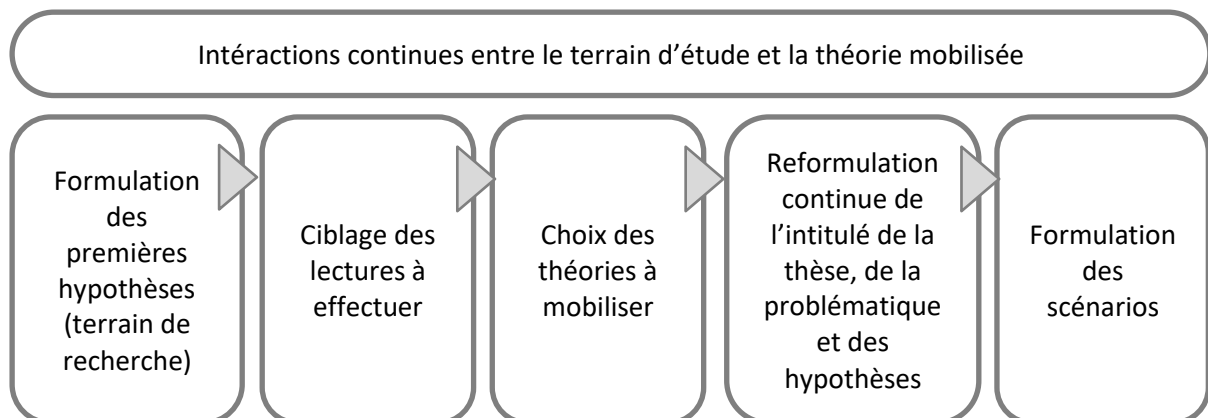 Intéractions continues entre le terrain d’étude et la théorie mobilisée
Formulation
des
premières
hypothèses
(terrain de
recherche)
Ciblage des
lectures à
effectuer
Choix des
théories à
mobiliser
Reformulation
continue de
l’intitulé de la
thèse, de la
problématique
et des
hypothèses
Formulation
des
scénarios